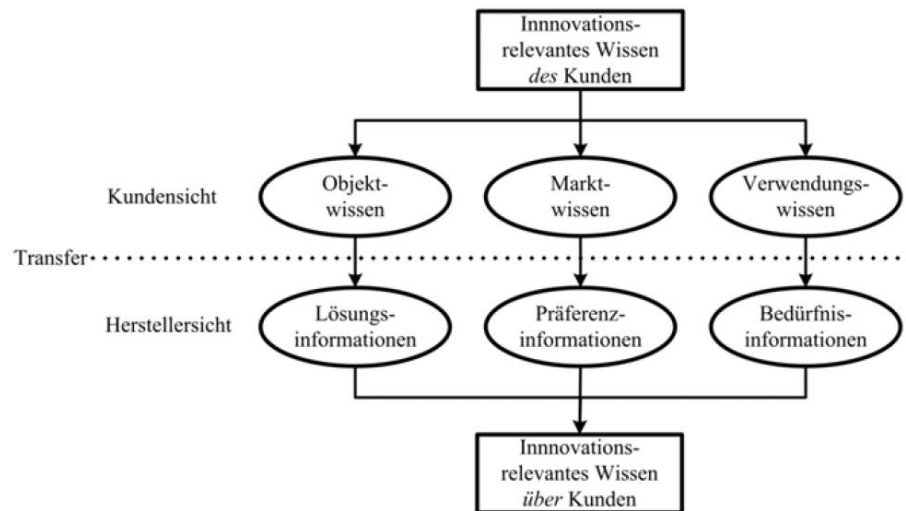 Innnovations-
relevantes Wissen
des Kunden
Kundensicht
Objekt-
wissen
Markt-
wissen
Verwendungs-
wissen
Transfer
Herstellersicht
Lösungs-
informationen
Präferenz-
informationen
Bedürfnis-
informationen
Innnovations-
relevantes Wissen
über Kunden